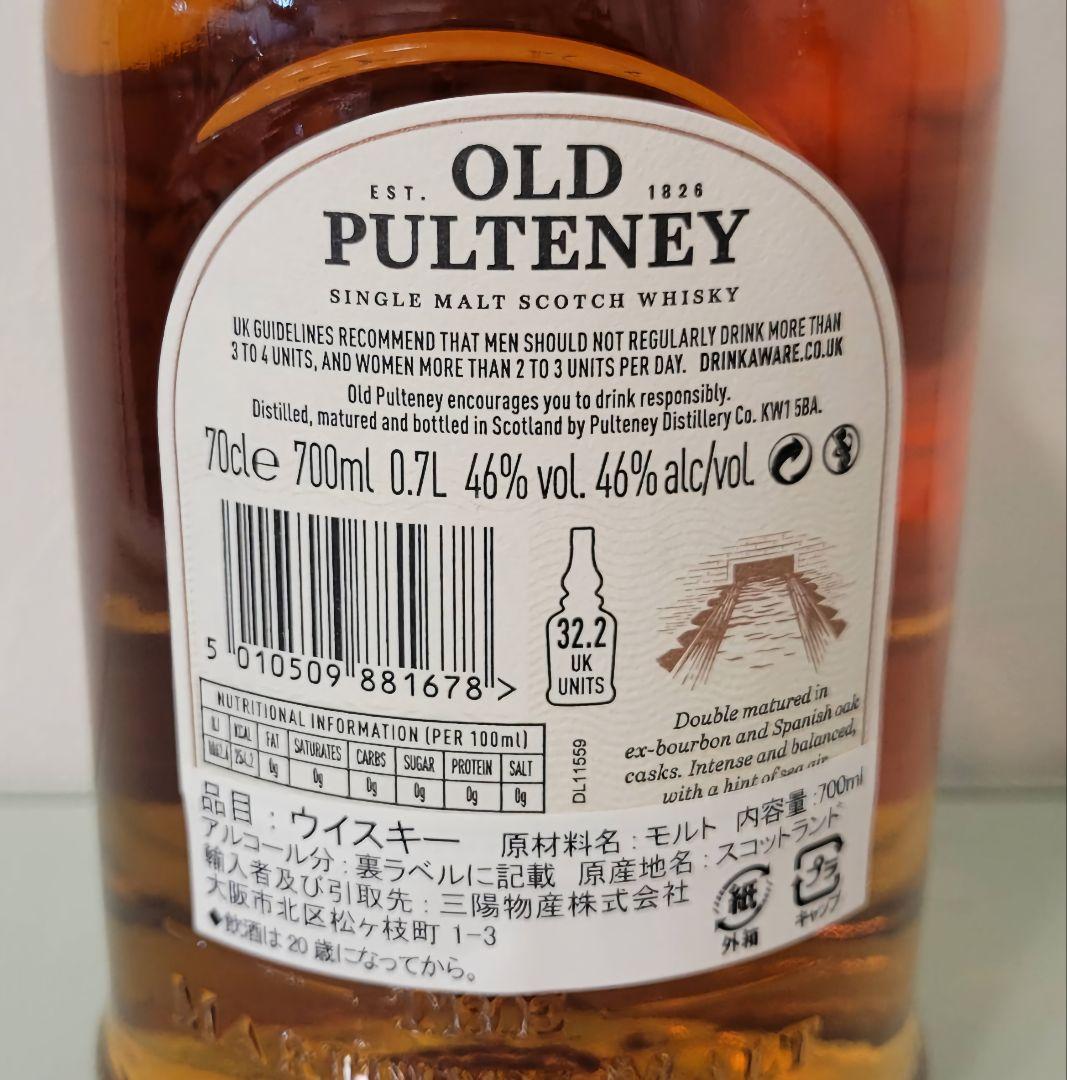 EST. OLD 1826
PULTENEY
SINGLE MALT SCOTCH WHISKY
UK GUIDELINES RECOMMEND THAT MEN SHOULD NOT REGULARLY DRINK MORE THAN
3 TO 4 UNITS, AND WOMEN MORE THAN 2 TO 3 UNITS PER DAY. DRINKAWARE.CO.UK
Old Pulteney encourages you to drink responsibly.
Distilled, matured and bottled in Scotland by Pulteney Distillery Co. KW1 5BA.
70cl e 700ml 0.7L 46% vol. 46% alc/vol.
5 010509 881678 >
32.2
UK
UNITS
Double matured in
ex-bourbon and Spanish oak
casks. Intense and balanced,
with a hint of sea air
NUTRITIONAL INFORMATION (PER 100ml)
KCAL FAT SATURATES CARBS SUGAR PROTEIN SALT
0g 0g 0g 0g 0g 0g
DL11559
品目:ウイスキー 原材料名:モルト 内容量:700ml
アルコール分:裏ラベルに記載 原産地名:スコットランド
輸入者及び引取先:三陽物産株式会社
大阪市北区松ヶ枝町 1-3
◆飲酒は20歳になってから。
紙
外箱
プラ
キャップ
THE